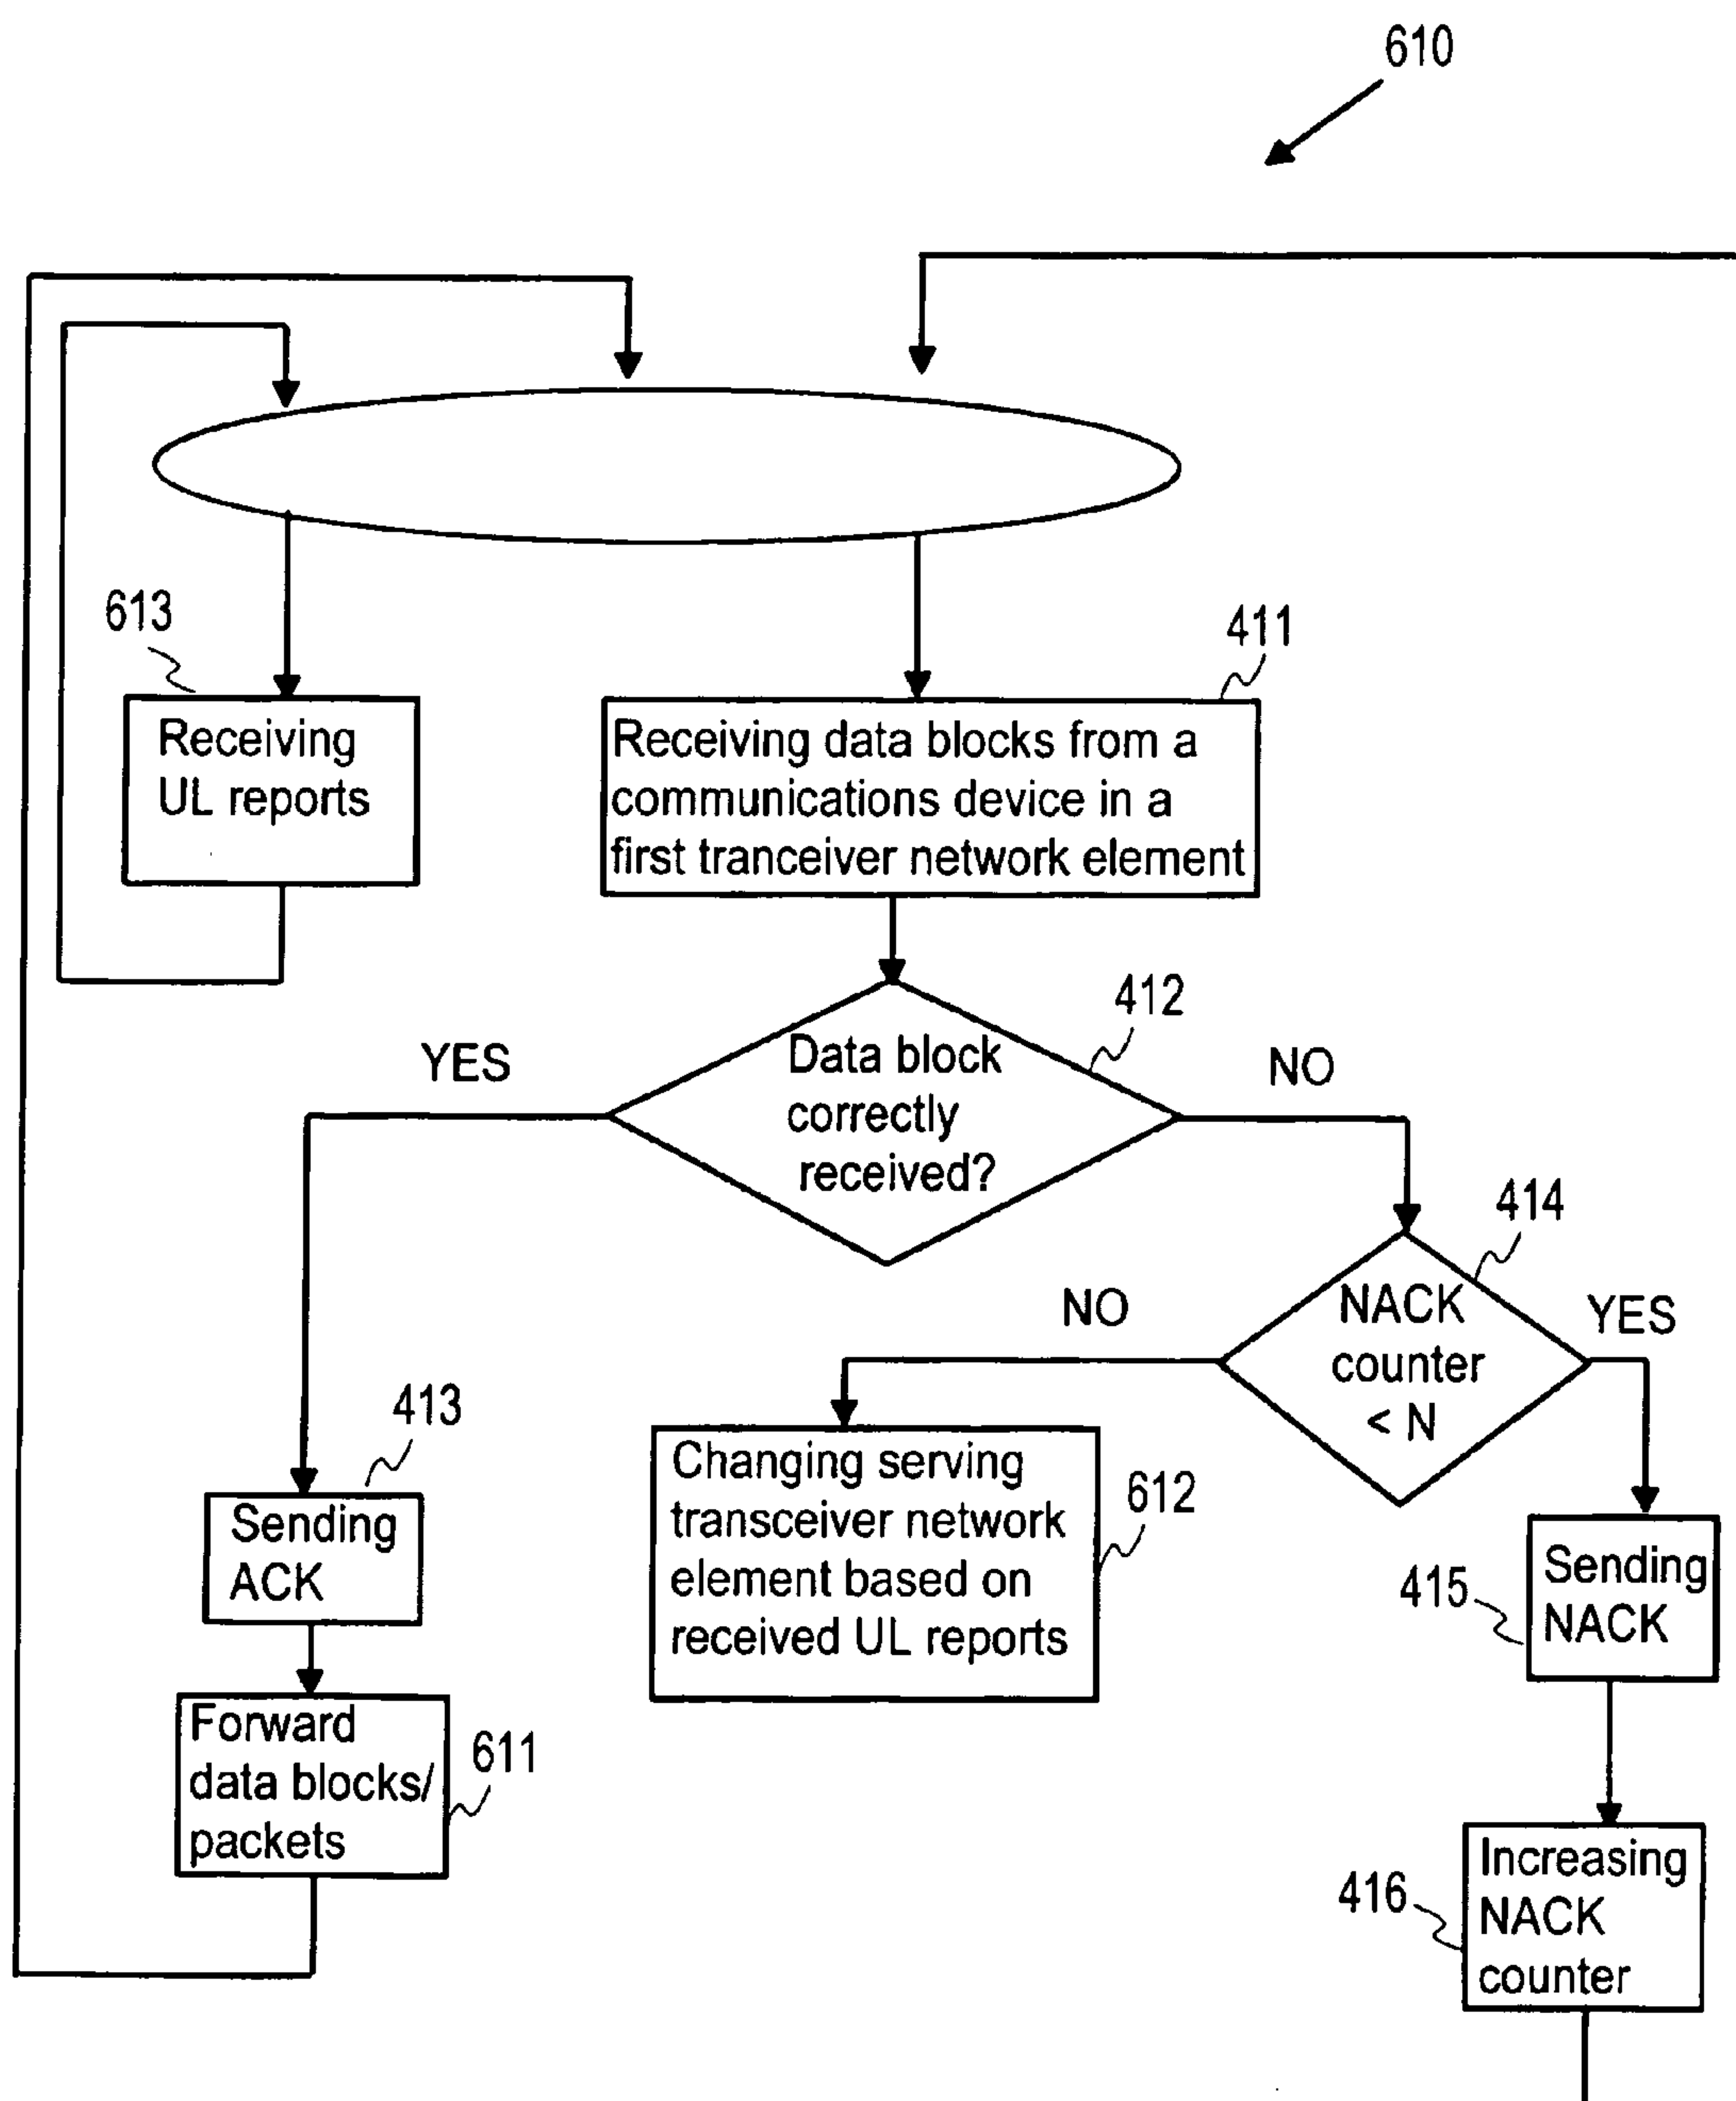 610
613
411
Receiving
UL reports
Receiving data blocks from a
communications device in a
first tranceiver network element
412
YES
Data block
correctly
received?
NO
414
NO
NACK
counter
< N
YES
413
Sending
ACK
Changing serving
transceiver network
element based on
received UL reports
612
415
Sending
NACK
Forward
data blocks/
packets
611
416
Increasing
NACK
counter